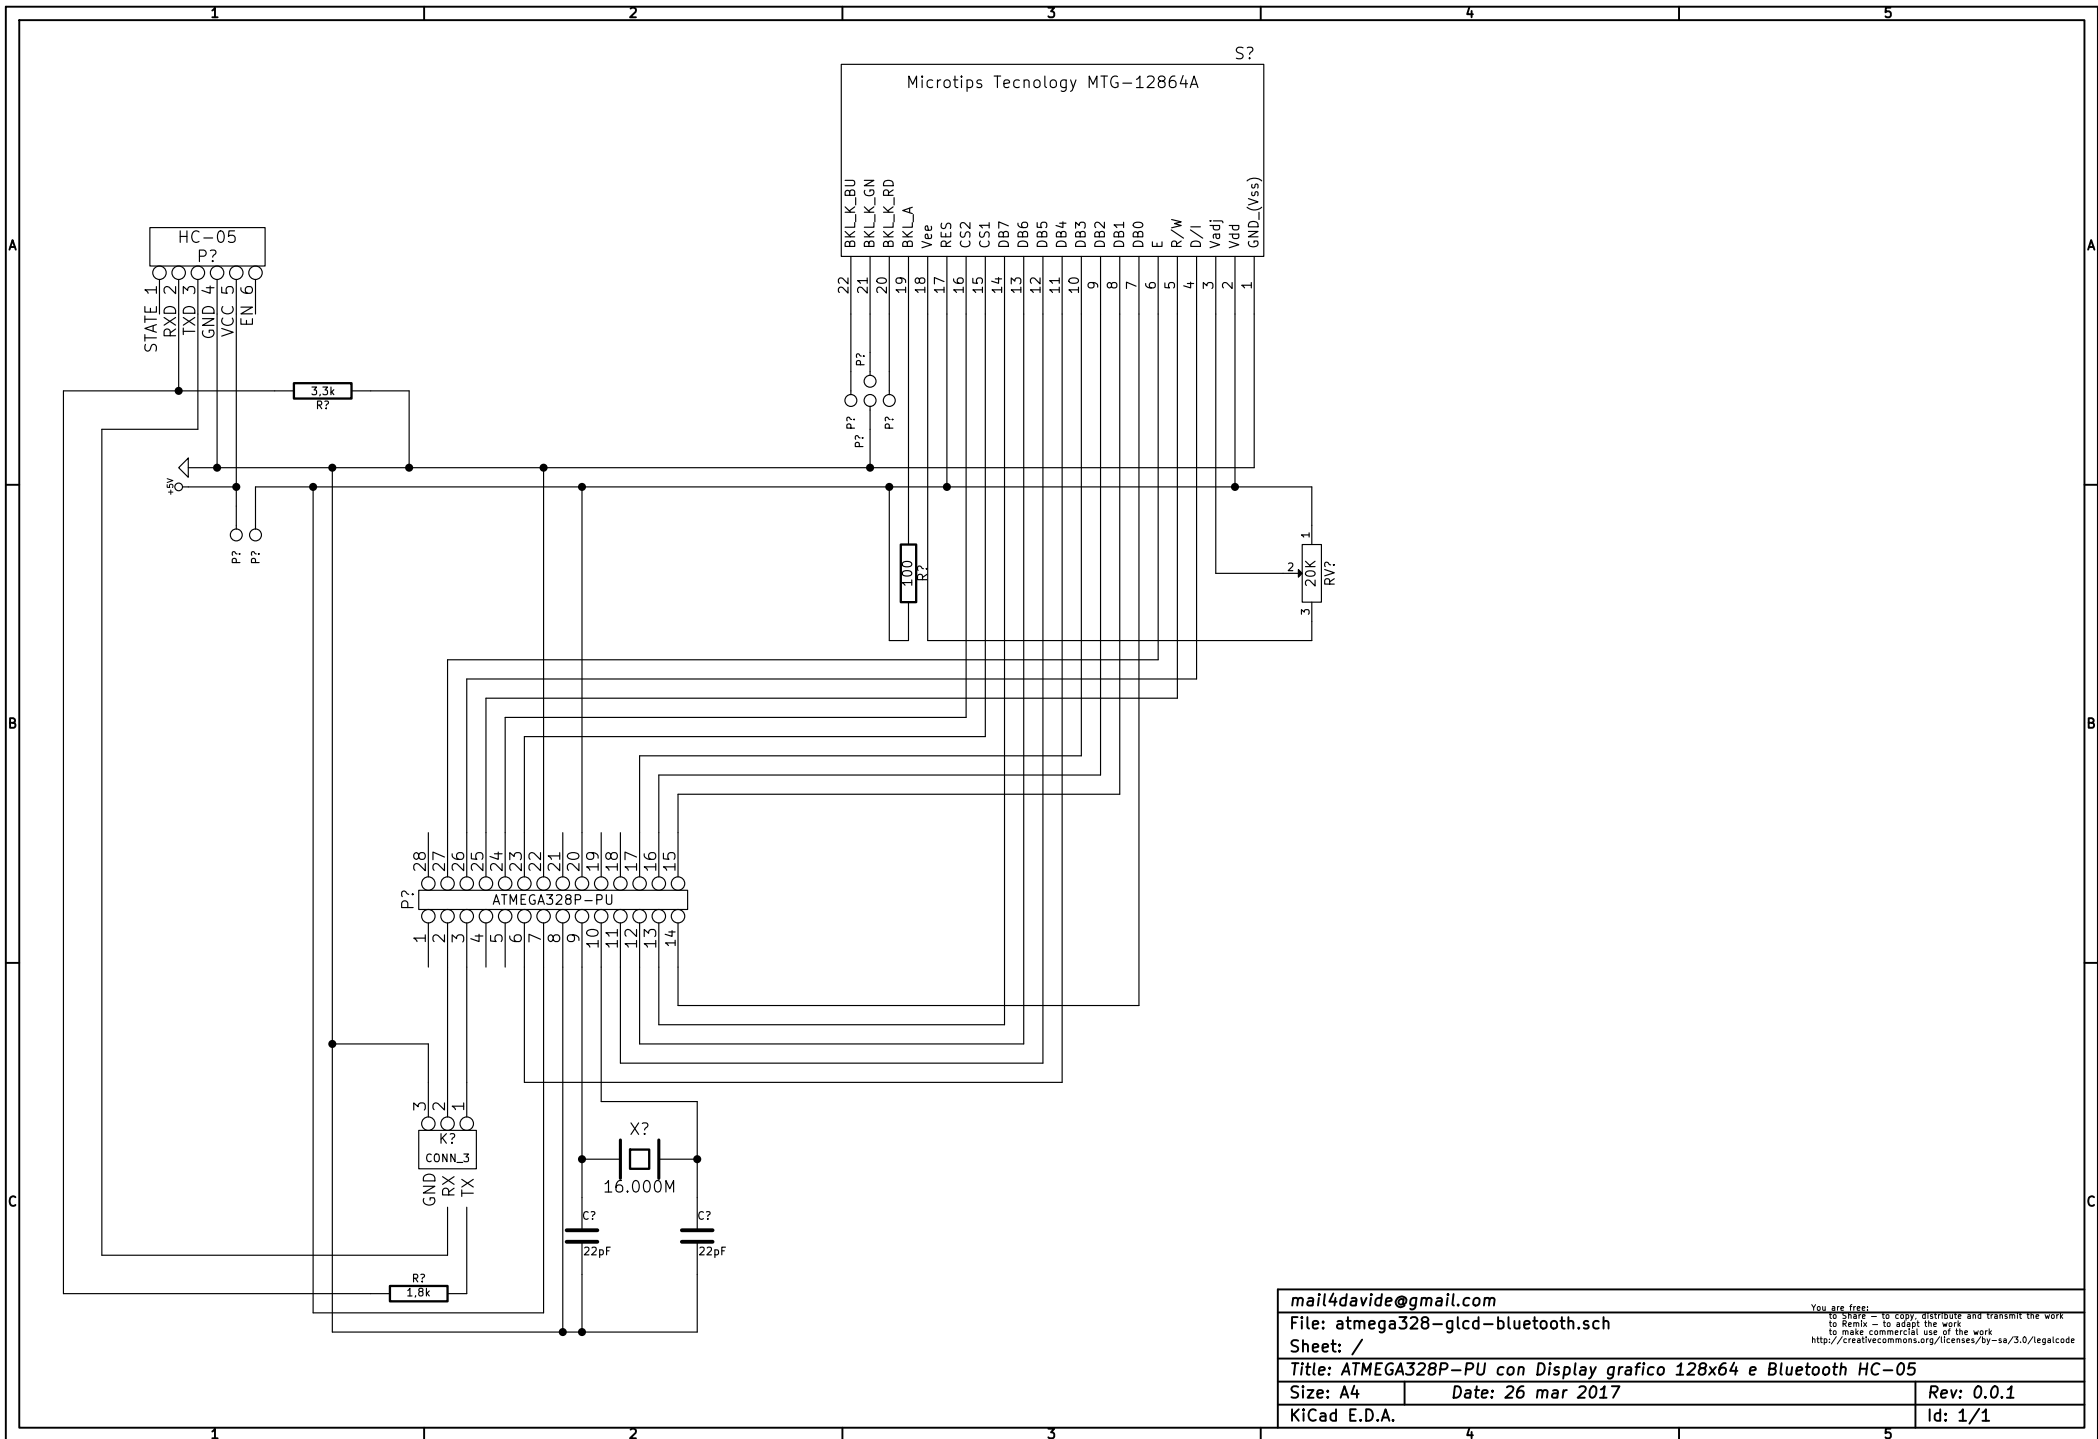 1 2 3 4 5
S?
Microtips Tecnology MTG-12864A
BKL_K_BU
BKL_K_GN
BKL_K_RD
BKL_A
Vee
RES
CS2
CS1
DB7
DB6
DB5
DB4
DB3
DB2
DB1
DB0
E
R/W
D/I
Vadj
Vdd
GND_(Vss)
22 21 20 19 18 17 16 15 14 13 12 11 10 9 8 7 6 5 4 3 2 1
A A
HC-05
P?
STATE 1
RXD 2
TXD 3
GND 4
VCC 5
EN 6
3,3k
R?
P?
P?
P?
P?
+5V
P? P?
100
R?
1
2
3
20K
RV?
B B
28 27 26 25 24 23 22 21 20 19 18 17 16 15
P?
ATMEGA328P-PU
1 2 3 4 5 6 7 8 9 10 11 12 13 14
3 2 1
K?
CONN_3
GND
RX
TX
X?
16.000M
C C
C?
22pF
C?
22pF
R?
1,8k
mail4davide@gmail.com
You are free:
to Share - to copy, distribute and transmit the work
to Remix - to adapt the work
to make commercial use of the work
http://creativecommons.org/licenses/by-sa/3.0/legalcode
File: atmega328-glcd-bluetooth.sch
Sheet: /
Title: ATMEGA328P-PU con Display grafico 128x64 e Bluetooth HC-05
Size: A4 Date: 26 mar 2017 Rev: 0.0.1
KiCad E.D.A. Id: 1/1
1 2 3 4 5